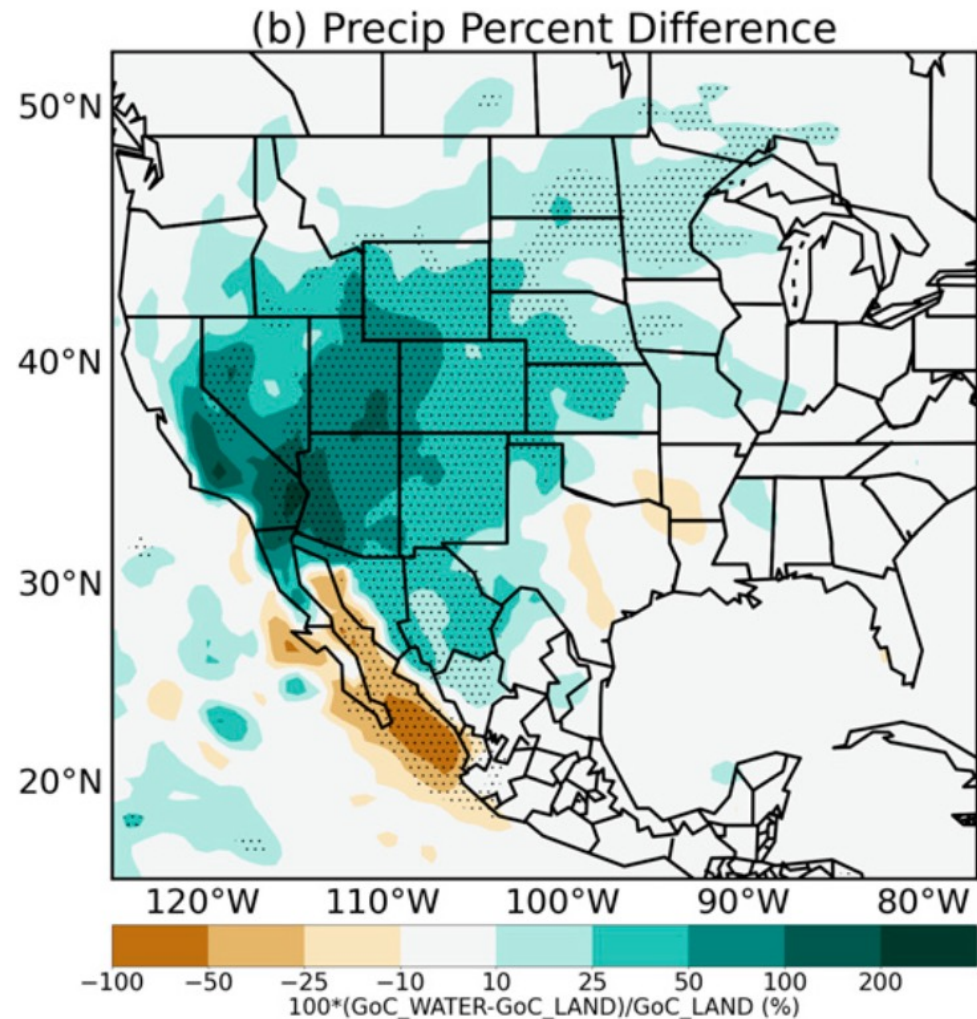 (b) Precip Percent Difference
50°N
40°N
30°N
20°N
120°W 110°W 100°W 90°W 80°W
−100 −50 −25 −10 10 25 50 100 200
100*(GoC_WATER-GoC_LAND)/GoC_LAND (%)